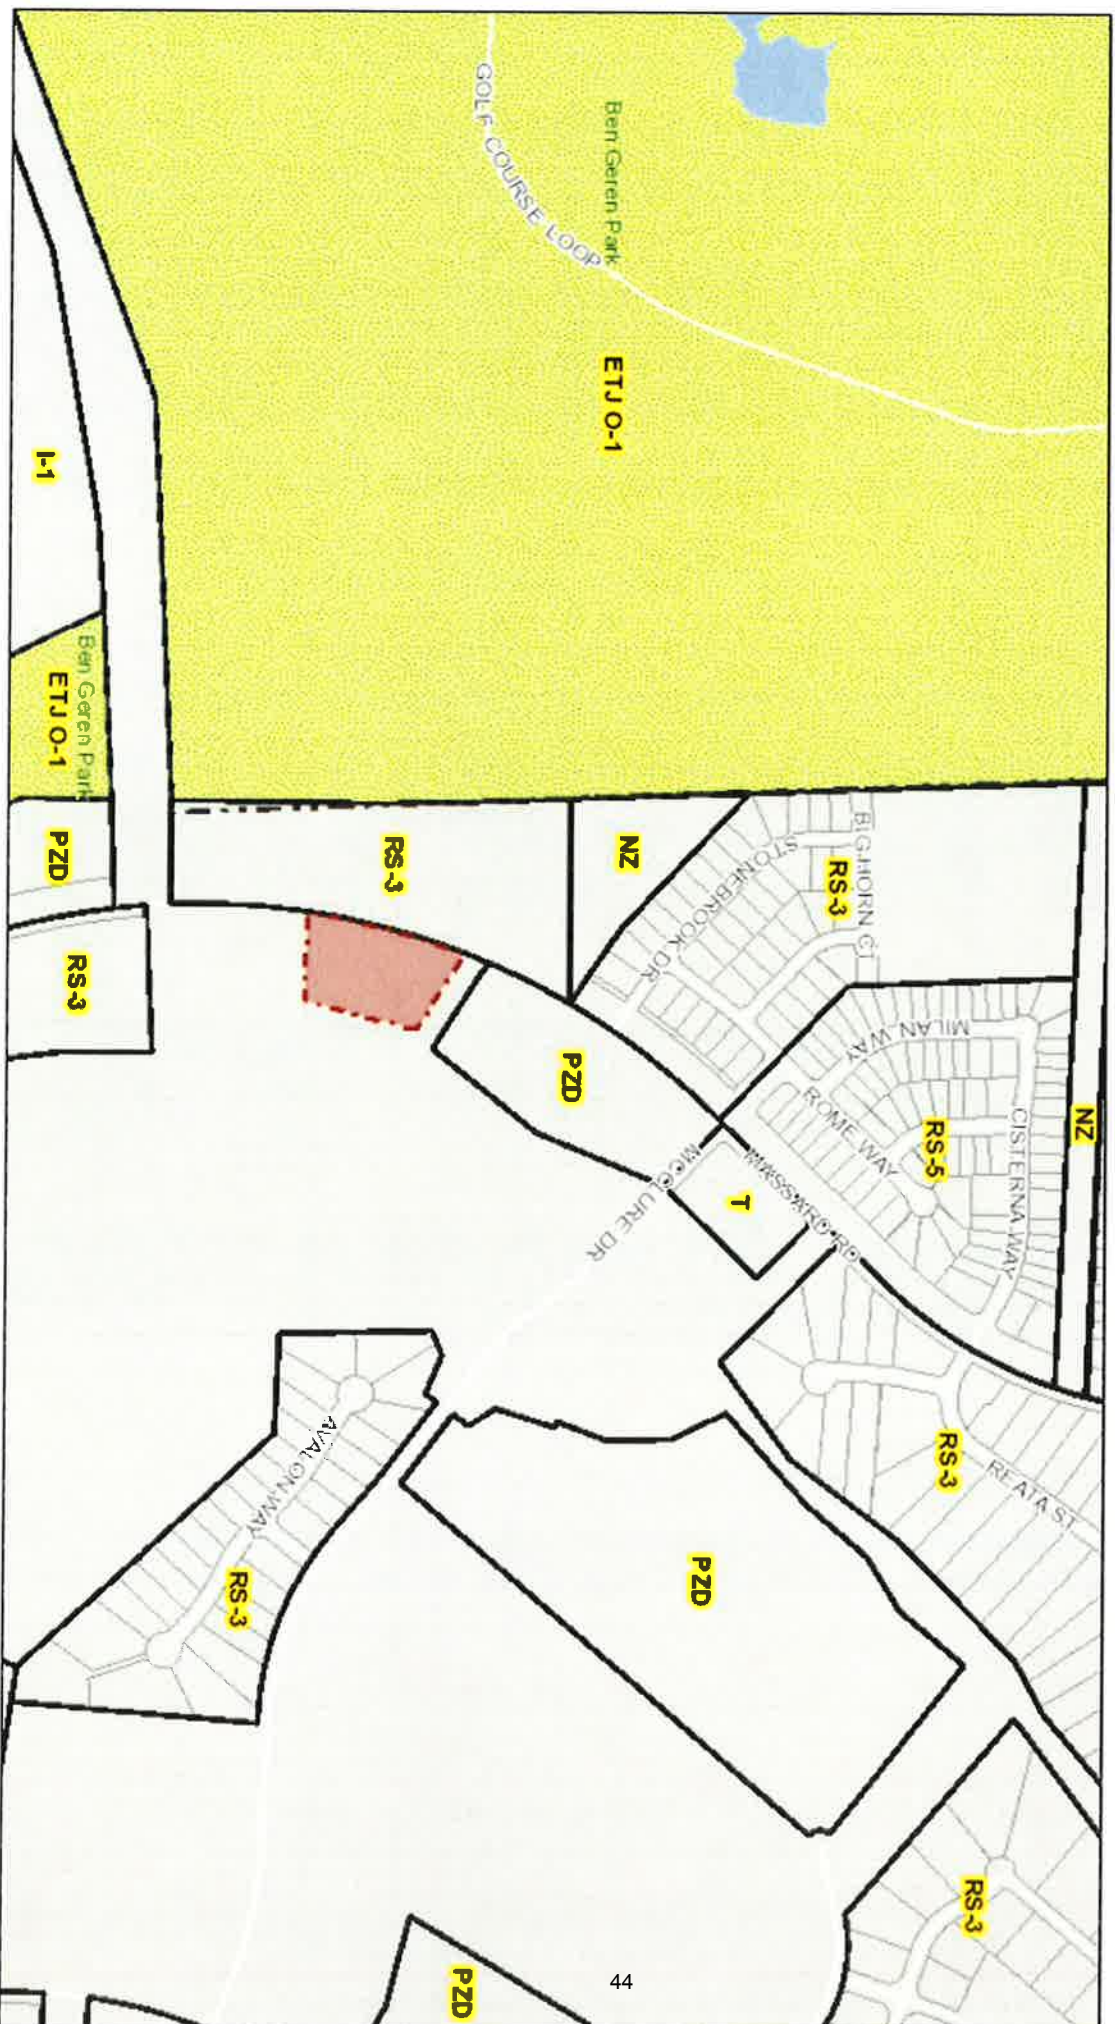 GOLF COURSE LOOP
Ben Geren Park
ETJ O-1
I-1
Ben Geren Park
ETJ O-1
PZD
RS-3
RS-3
NZ
BIGHORN CT
RS-3
STONEBROOK DR
MILAN WAY
ROME WAY
RS-5
CISTERNA WAY
NZ
PZD
MASSARD RD
T
MCCLURE DR
RS-3
REATA ST
AVALON WAY
RS-3
PZD
RS-3
PZD
44